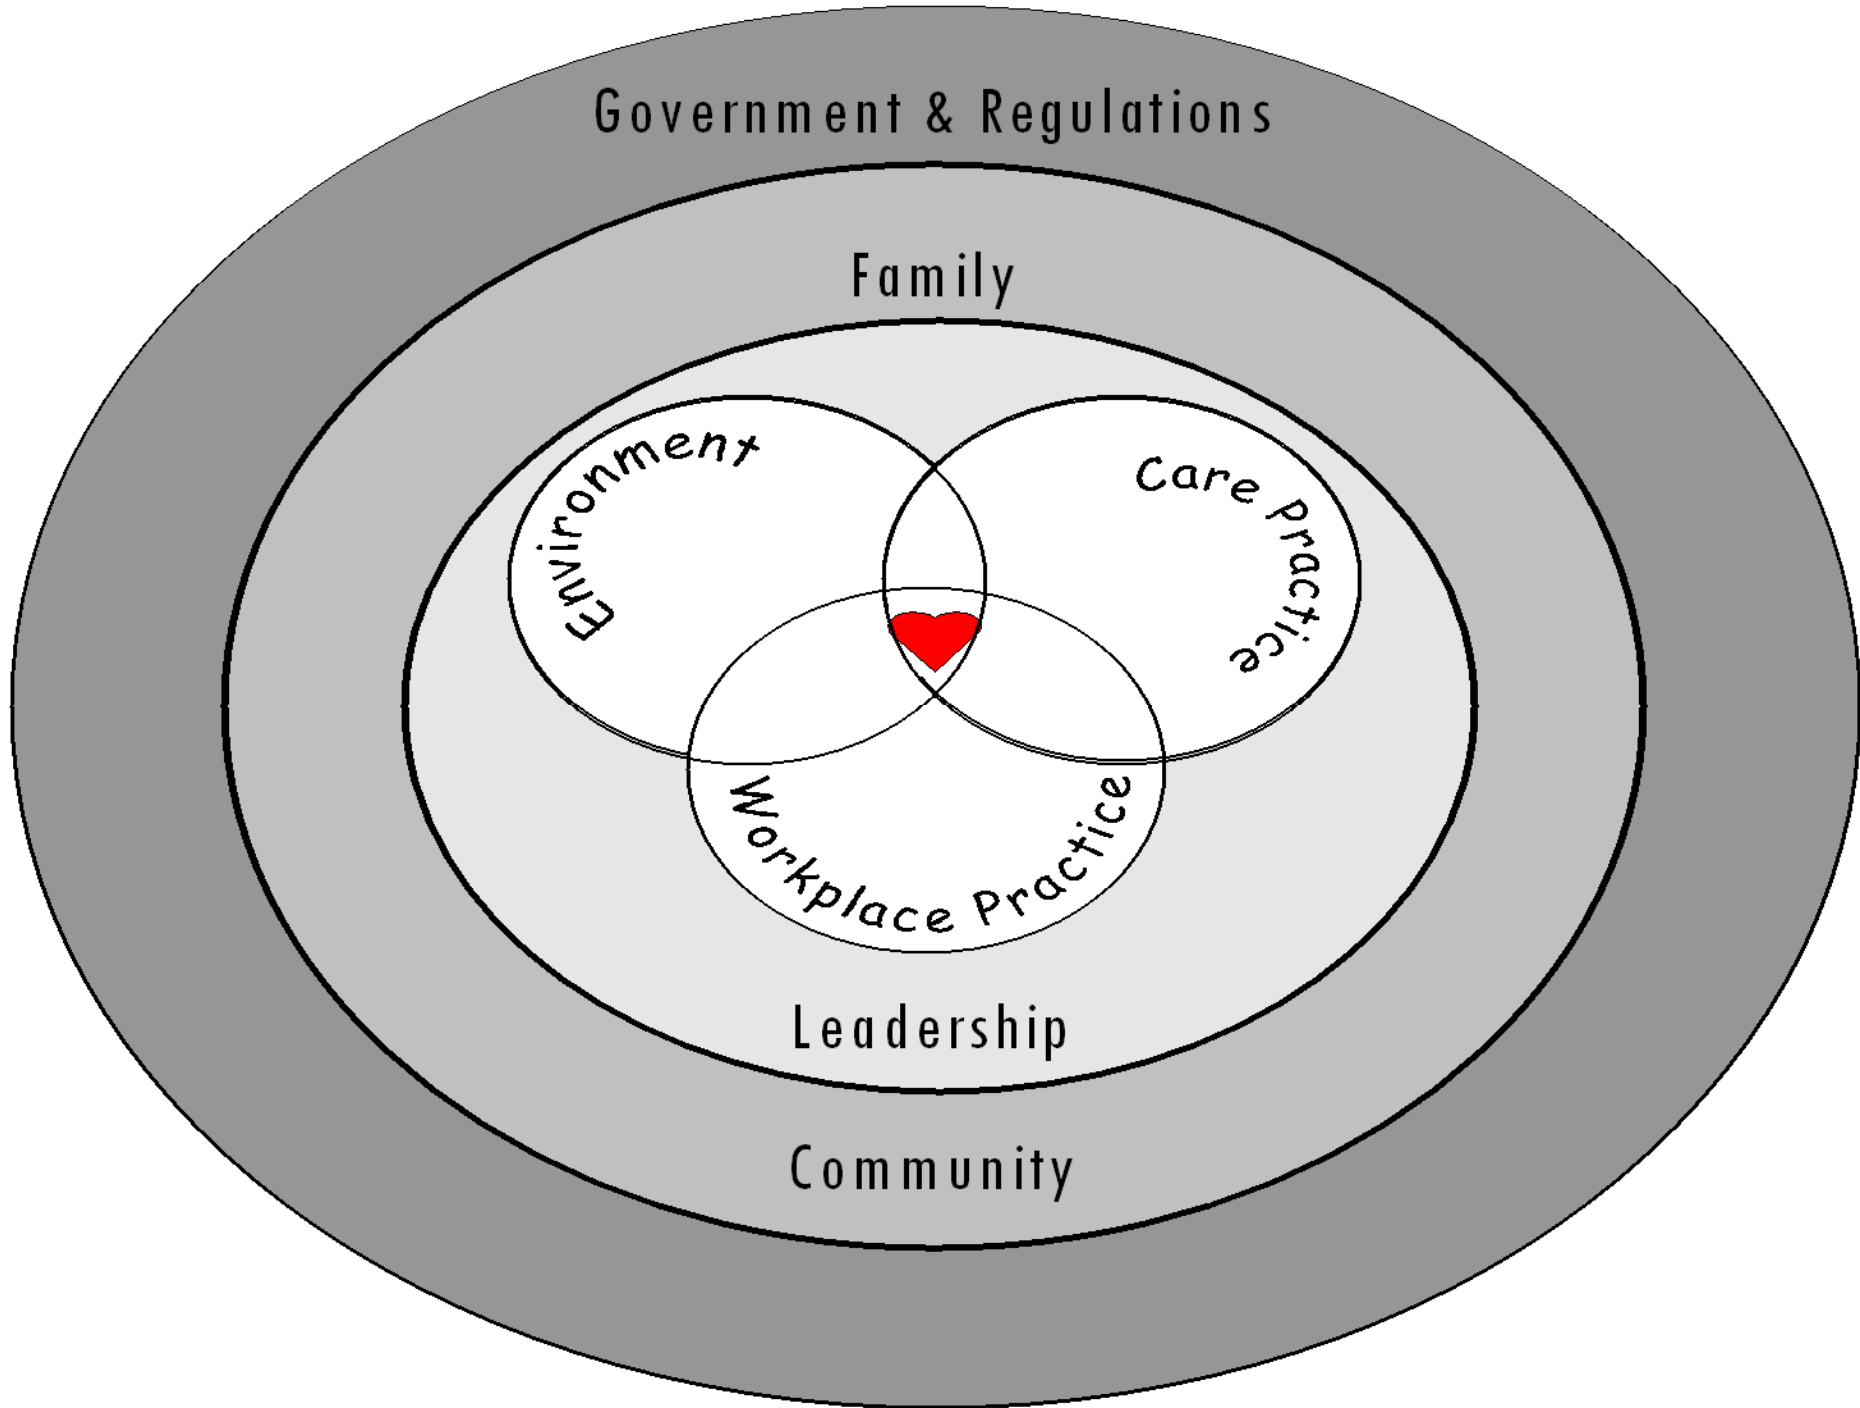 Government & Regulations
Family
Environment
Care Practice
Workplace Practice
Leadership
Community